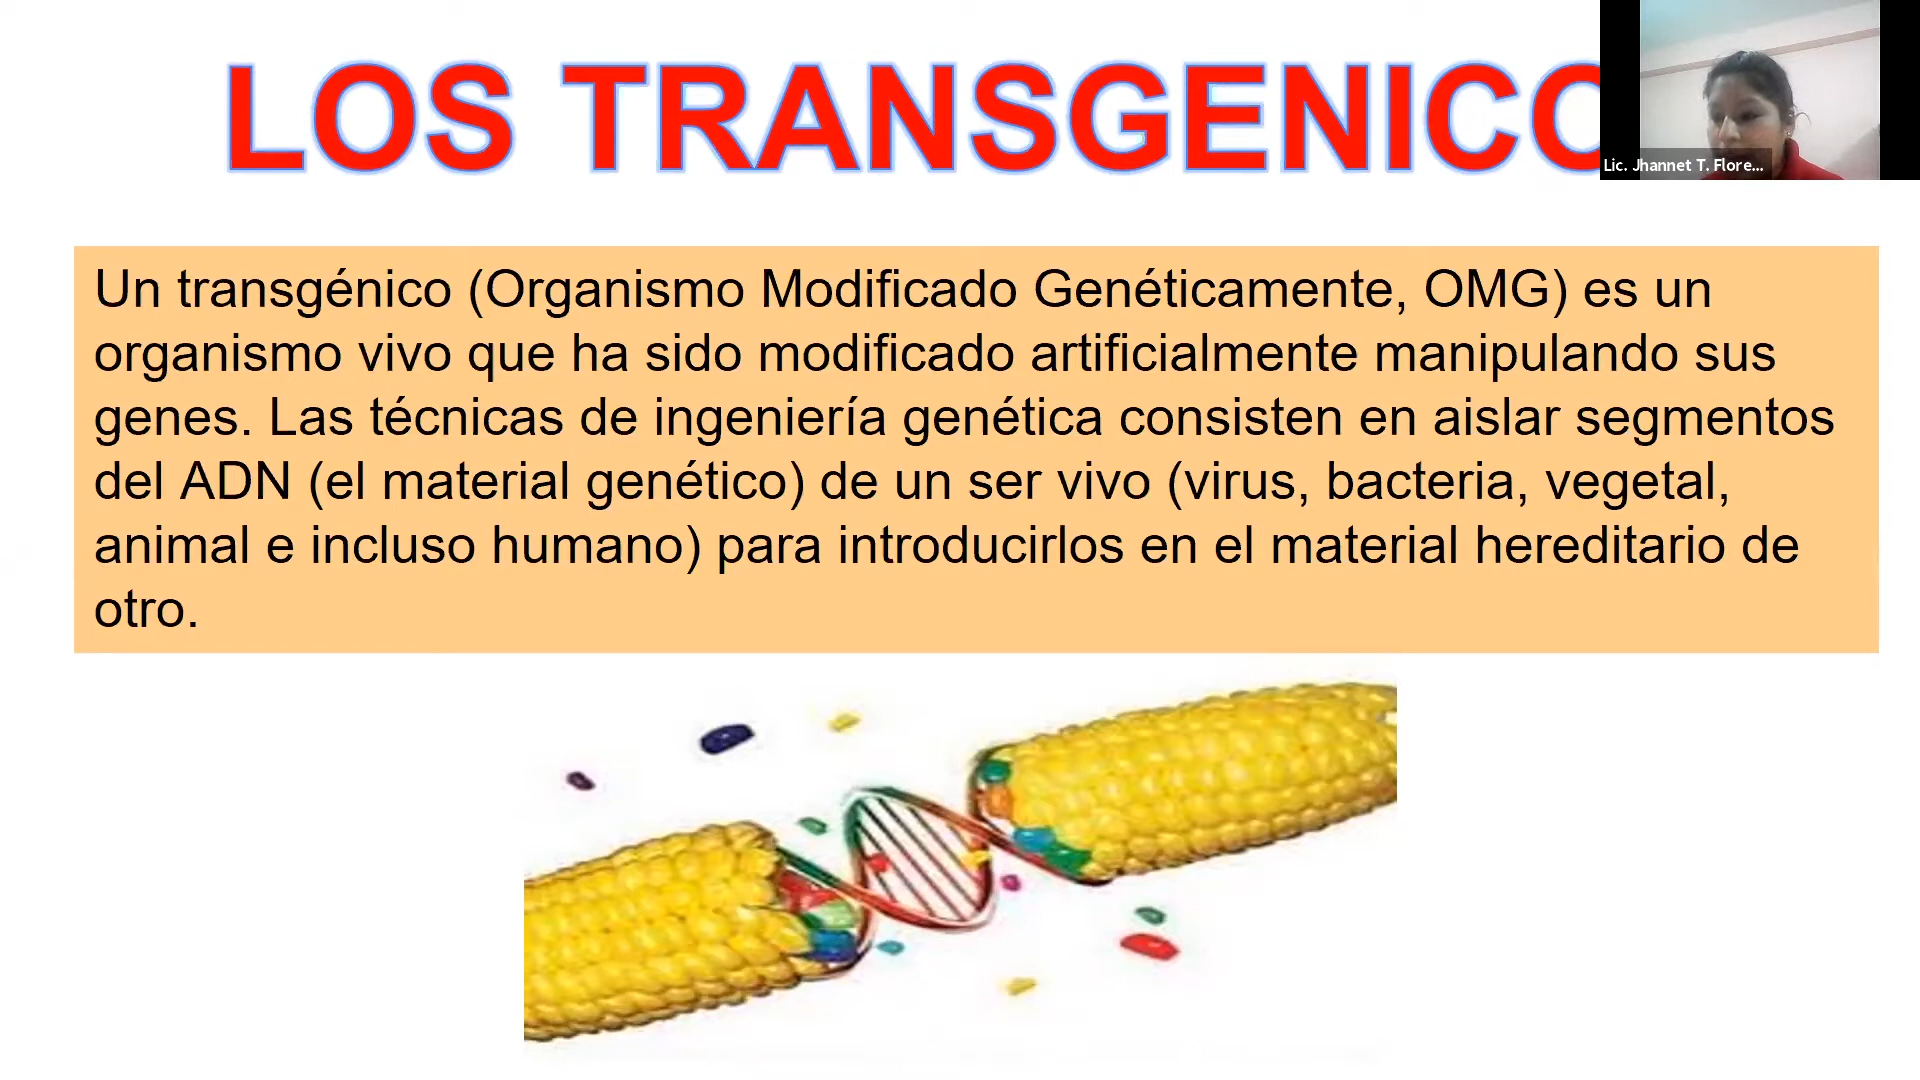 LOS TRANSGENICO
Lic. Jhannet T. Flore...
Un transgénico (Organismo Modificado Genéticamente, OMG) es un
organismo vivo que ha sido modificado artificialmente manipulando sus
genes. Las técnicas de ingeniería genética consisten en aislar segmentos
del ADN (el material genético) de un ser vivo (virus, bacteria, vegetal,
animal e incluso humano) para introducirlos en el material hereditario de
otro.